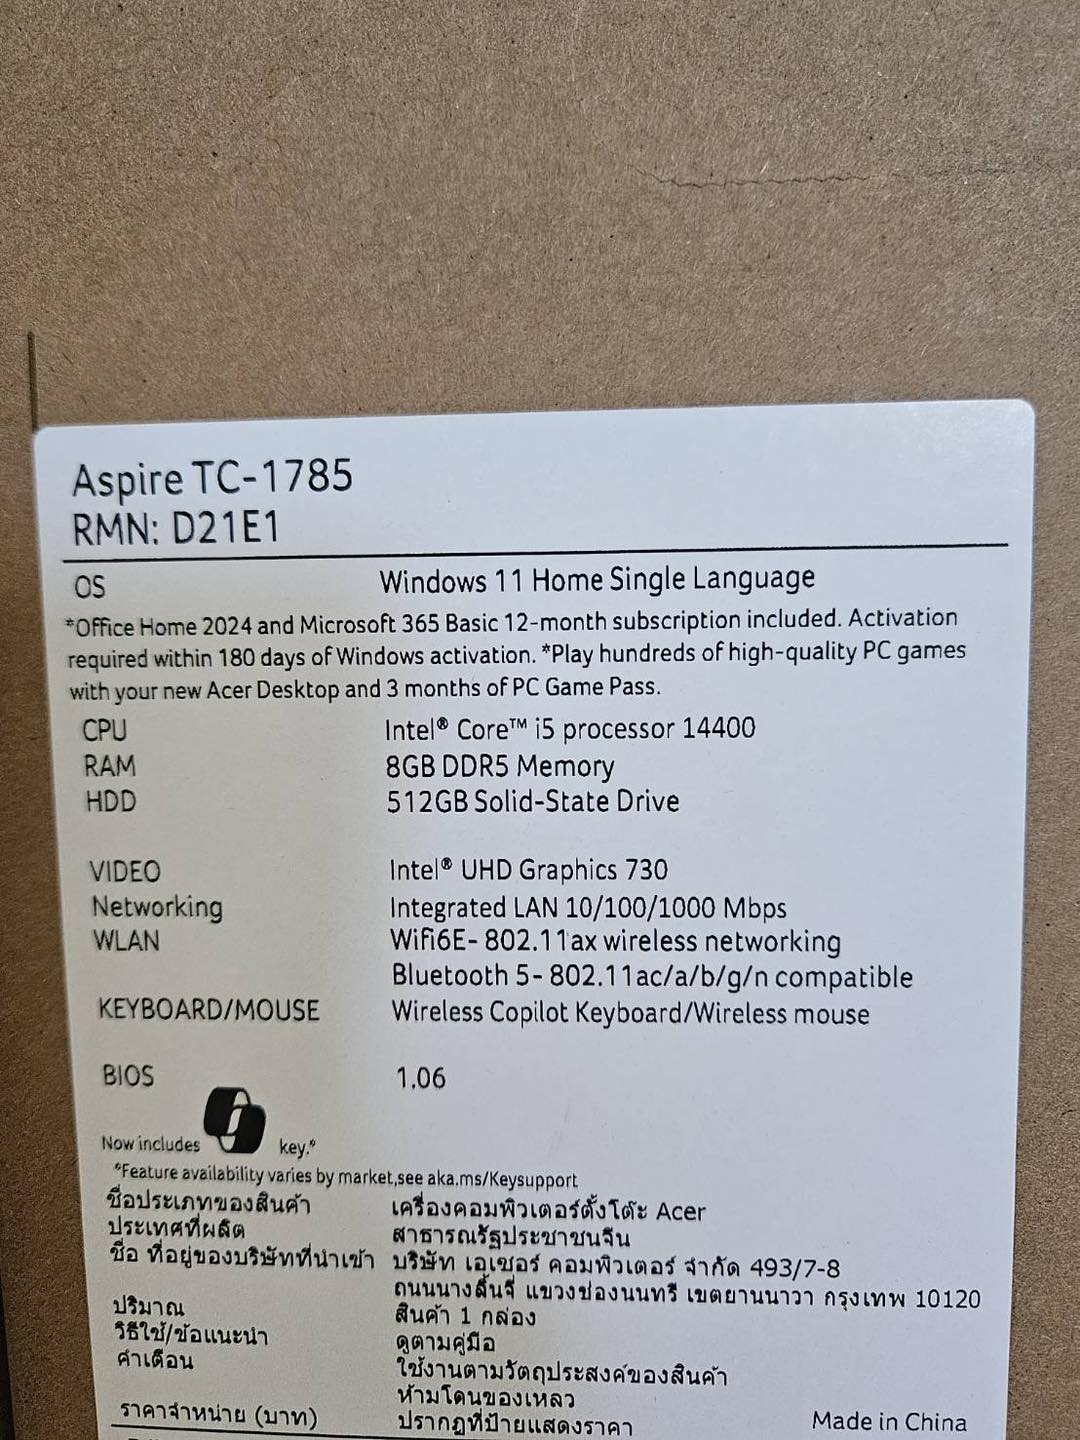 Aspire TC-1785
RMN: D21E1
OS Windows 11 Home Single Language
*Office Home 2024 and Microsoft 365 Basic 12-month subscription included. Activation
required within 180 days of Windows activation. *Play hundreds of high-quality PC games
with your new Acer Desktop and 3 months of PC Game Pass.
CPU Intel® Core™ i5 processor 14400
RAM 8GB DDR5 Memory
HDD 512GB Solid-State Drive
VIDEO Intel® UHD Graphics 730
Networking Integrated LAN 10/100/1000 Mbps
WLAN Wifi6E- 802.11ax wireless networking
Bluetooth 5- 802.11ac/a/b/g/n compatible
KEYBOARD/MOUSE Wireless Copilot Keyboard/Wireless mouse
BIOS 1.06
Now includes key.*
*Feature availability varies by market,see aka.ms/Keysupport
ชื่อประเภทของสินค้า เครื่องคอมพิวเตอร์ตั้งโต๊ะ Acer
ประเทศที่ผลิต สาธารณรัฐประชาชนจีน
ชื่อ ที่อยู่ของบริษัทที่นำเข้า บริษัท เอเซอร์ คอมพิวเตอร์ จำกัด 493/7-8
ถนนนางลิ้นจี่ แขวงช่องนนทรี เขตยานนาวา กรุงเทพ 10120
ปริมาณ สินค้า 1 กล่อง
วิธีใช้/ข้อแนะนำ ดูตามคู่มือ
คำเตือน ใช้งานตามวัตถุประสงค์ของสินค้า
ห้ามโดนของเหลว
ราคาจำหน่าย (บาท) ปรากฏที่ป้ายแสดงราคา Made in China